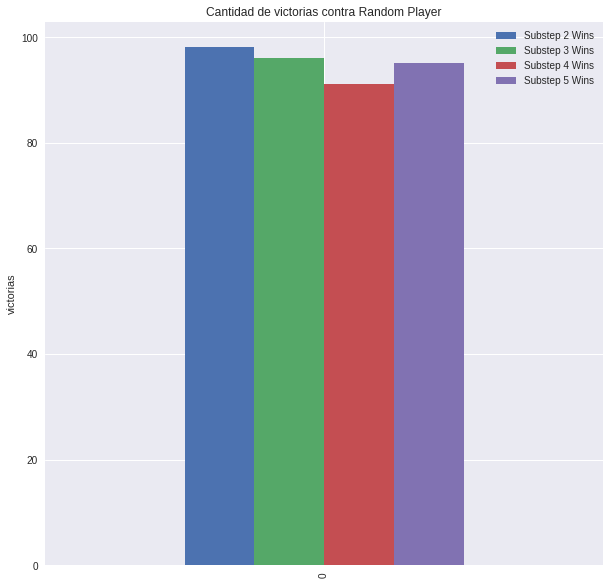 Cantidad de victorias contra Random Player
Substep 2 Wins
Substep 3 Wins
Substep 4 Wins
Substep 5 Wins
100
80
60
40
20
0
victorias
0